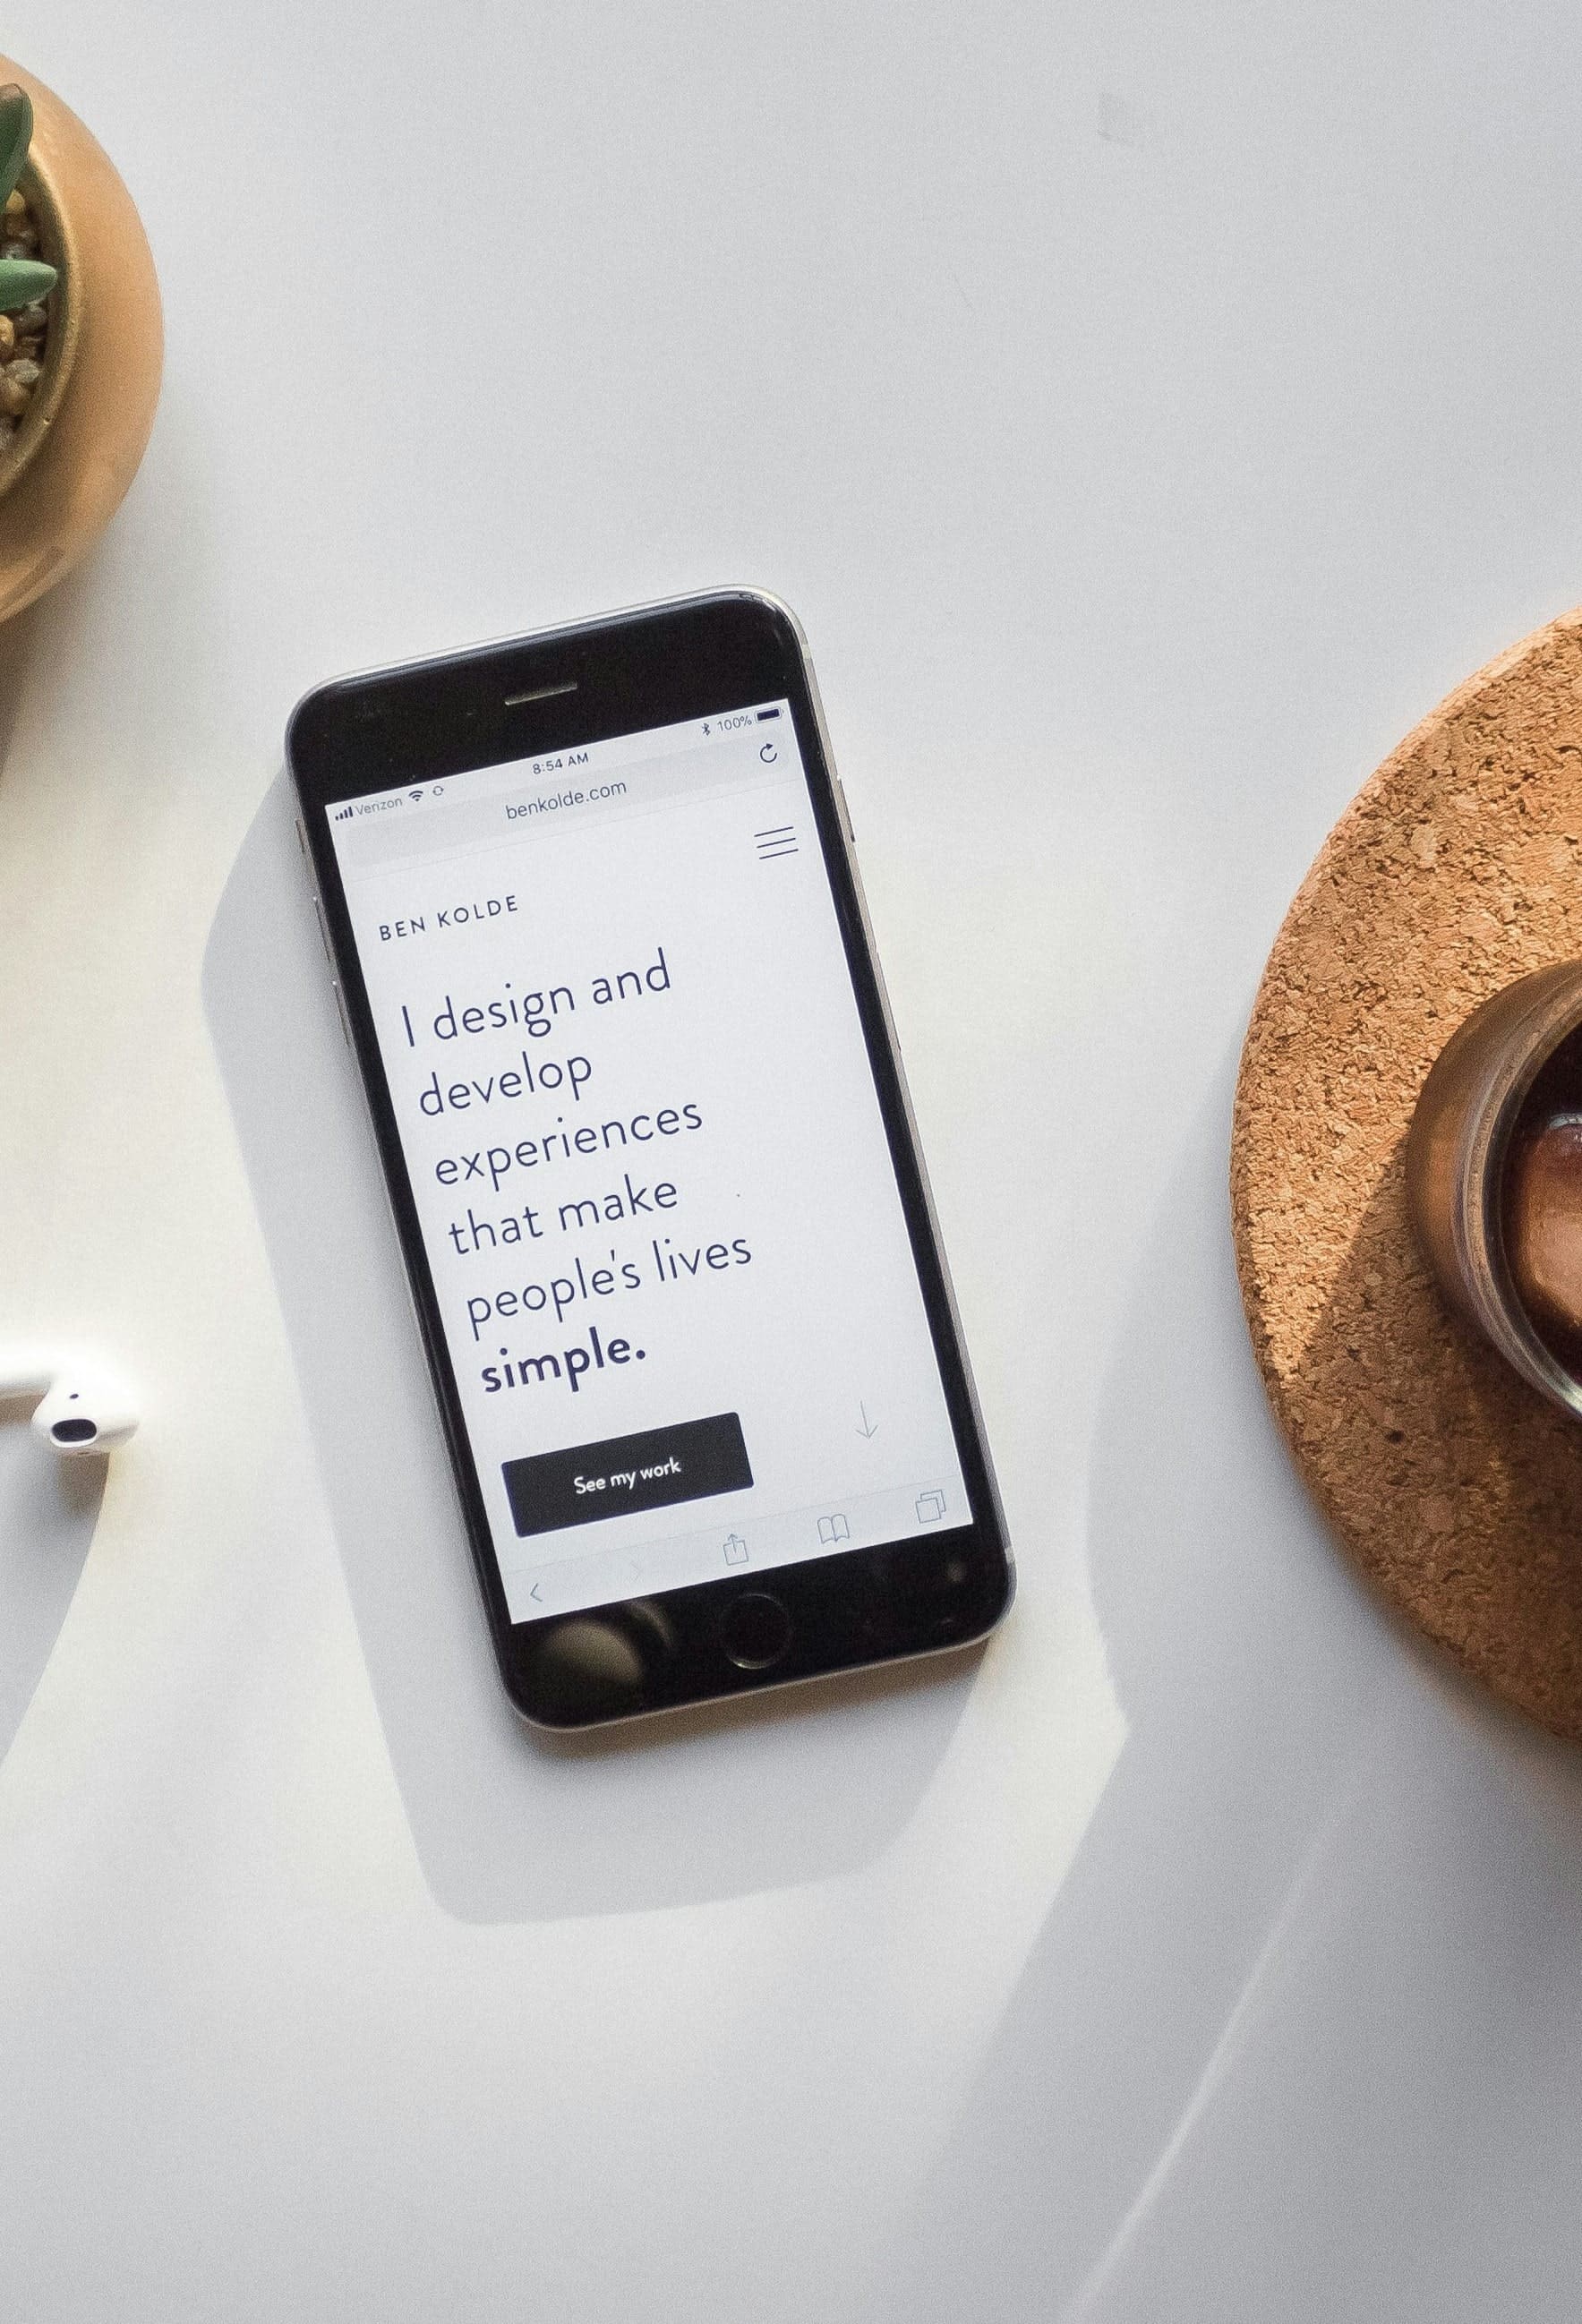 Verizon 8:54 AM 100%
benkolde.com
BEN KOLDE
I design and
develop
experiences
that make
people's lives
simple.
See my work